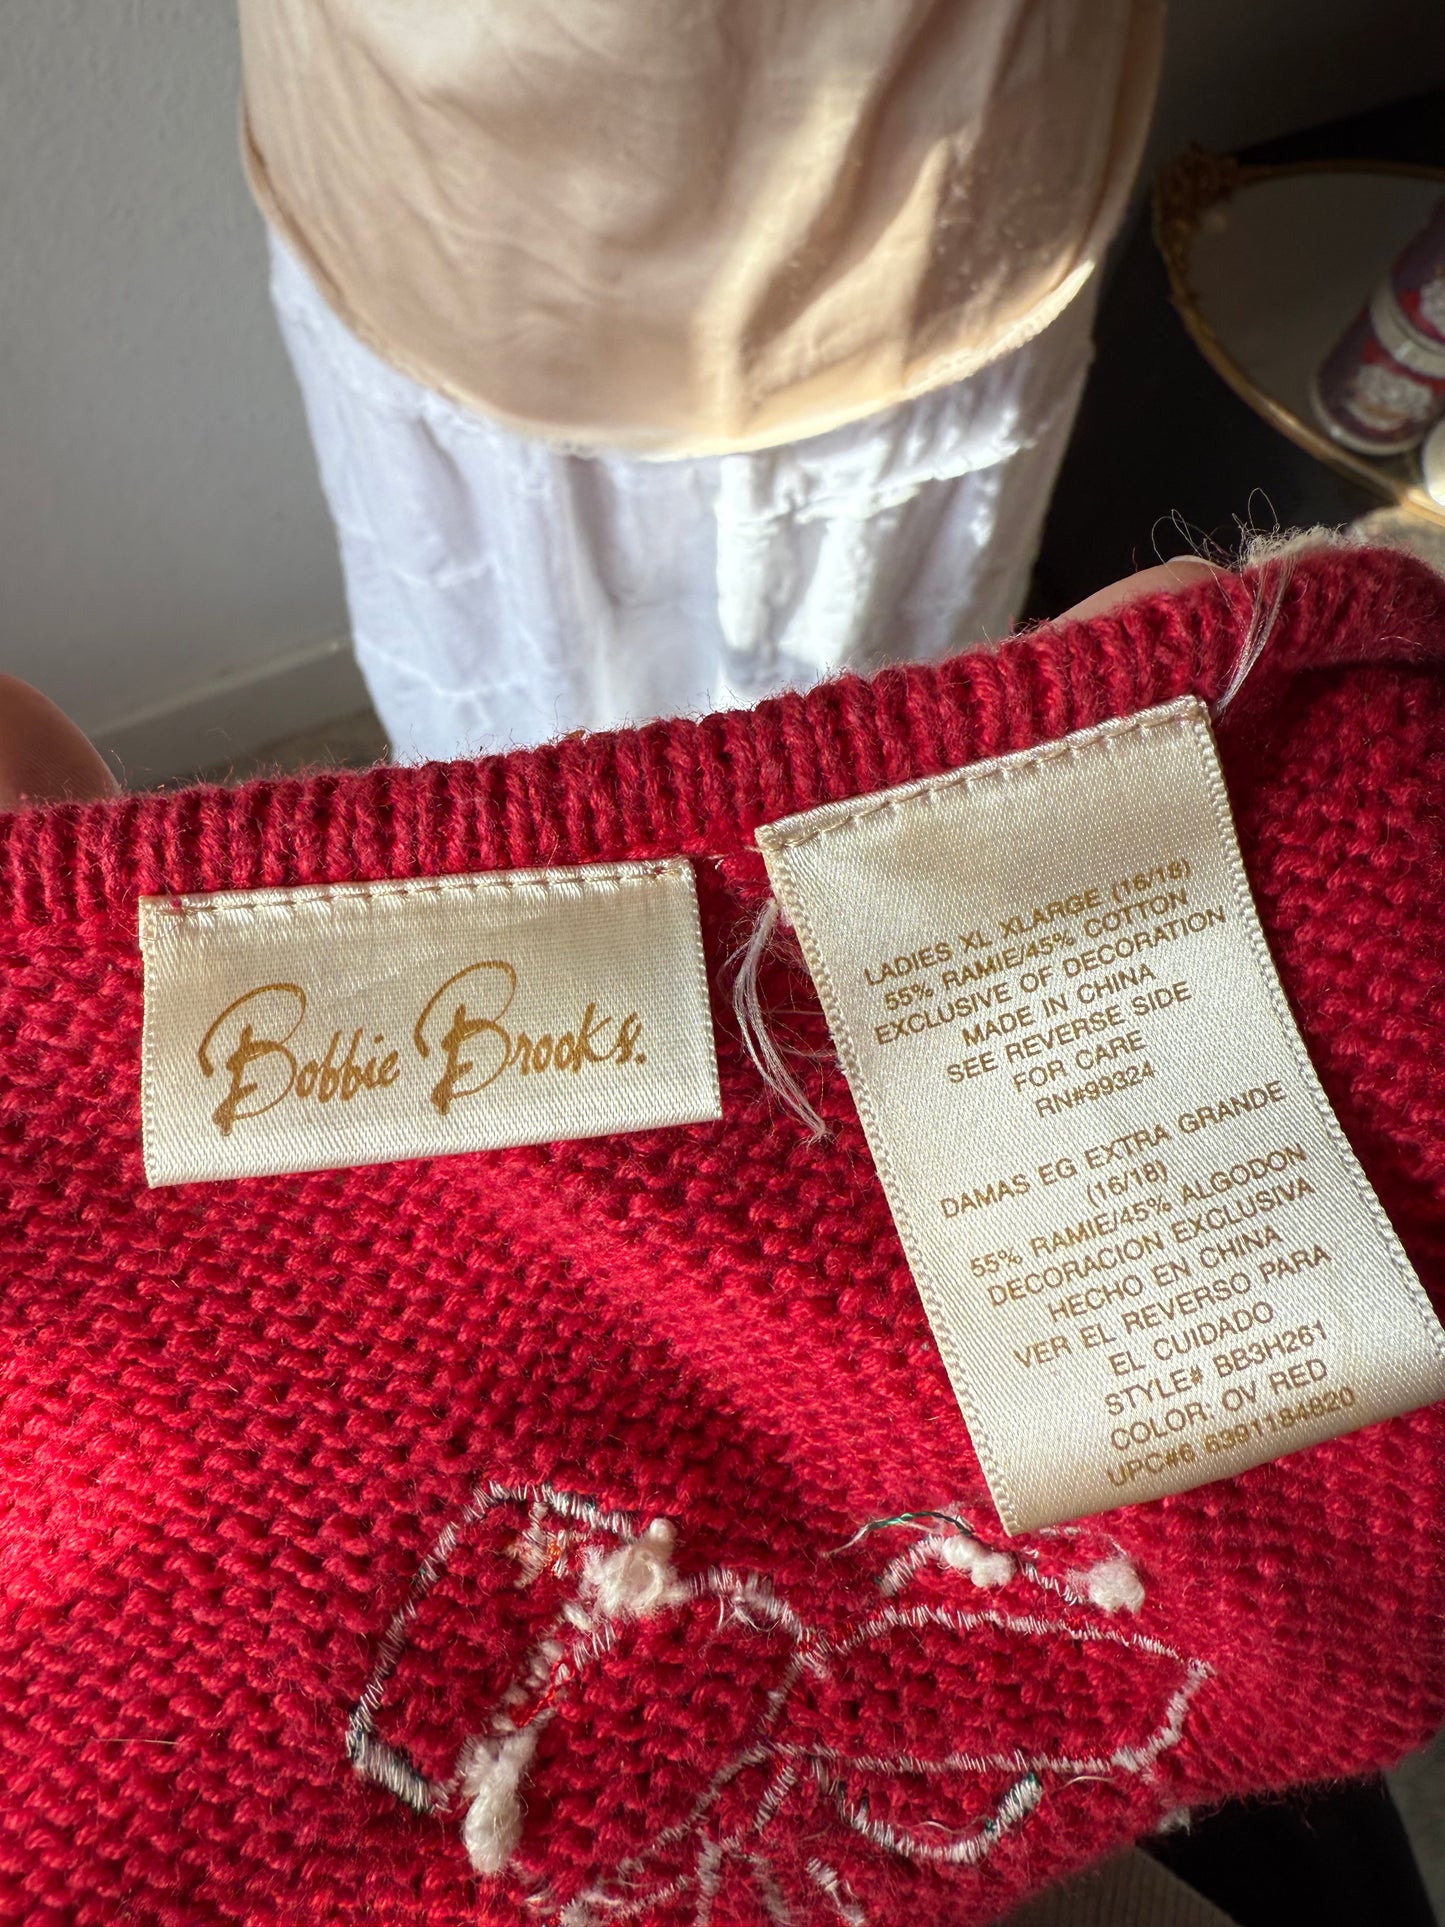 Bobbie Brooks.
LADIES XL XLARGE (16/18)
55% RAMIE/45% COTTON
EXCLUSIVE OF DECORATION
MADE IN CHINA
SEE REVERSE SIDE
FOR CARE
RN#99324
DAMAS EG EXTRA GRANDE
(16/18)
55% RAMIE/45% ALGODON
DECORACION EXCLUSIVA
HECHO EN CHINA
VER EL REVERSO PARA
EL CUIDADO
STYLE# BB3H261
COLOR: OV RED
UPC#6 6391184820